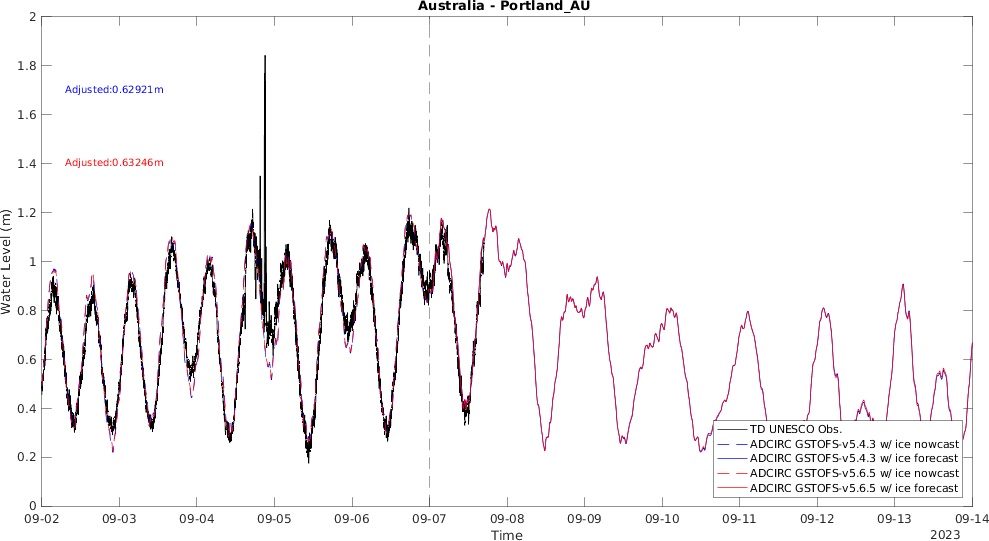 Australia - Portland_AU
2
1.8
1.6
1.4
1.2
1
0.8
0.6
0.4
0.2
0
Water Level (m)
Adjusted:0.62921m
Adjusted:0.63246m
TD UNESCO Obs.
ADCIRC GSTOFS-v5.4.3 w/ ice nowcast
ADCIRC GSTOFS-v5.4.3 w/ ice forecast
ADCIRC GSTOFS-v5.6.5 w/ ice nowcast
ADCIRC GSTOFS-v5.6.5 w/ ice forecast
09-02 09-03 09-04 09-05 09-06 09-07 09-08 09-09 09-10 09-11 09-12 09-13 09-14
Time
2023